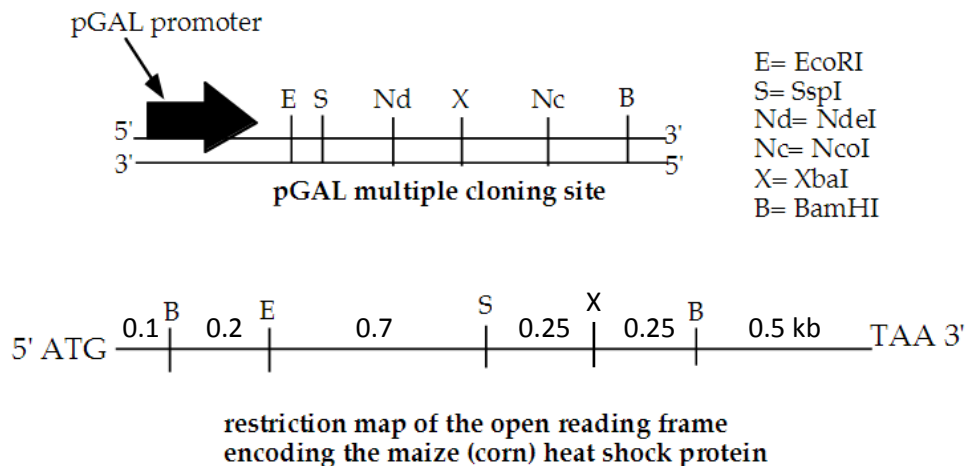 pGAL promoter
E S Nd X Nc B
5' 3'
3' 5'
pGAL multiple cloning site
E= EcoRI
S= SspI
Nd= NdeI
Nc= NcoI
X= XbaI
B= BamHI
B E S X B
0.1 0.2 0.7 0.25 0.25 0.5 kb
5' ATG TAA 3'
restriction map of the open reading frame
encoding the maize (corn) heat shock protein